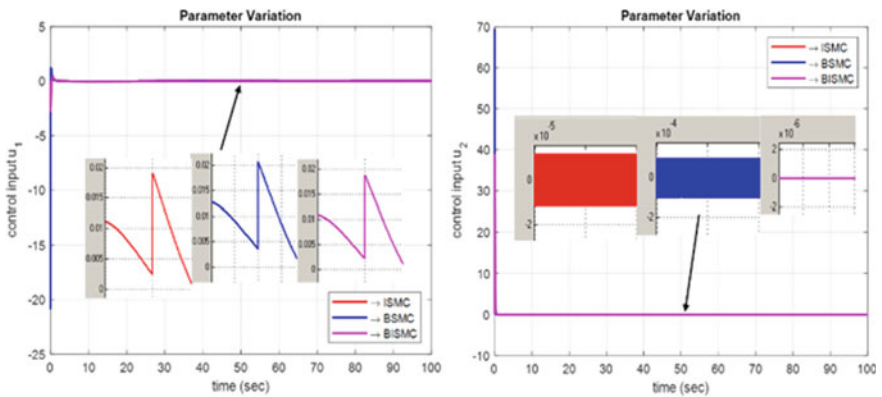 Parameter Variation
5
0
-5
-10
-15
-20
-25
control input u1
0 10 20 30 40 50 60 70 80 90 100
time (sec)
0.02
0.015
0.01
0.005
0
0.02
0.015
0.01
0.005
0
0.02
0.015
0.01
0.005
0
→ ISMC
→ BSMC
→ BISMC
Parameter Variation
70
60
50
40
30
20
10
0
-10
control input u2
0 10 20 30 40 50 60 70 80 90 100
time (sec)
→ ISMC
→ BSMC
→ BISMC
×10-5
0
-2
×10-4
0
-2
×10-6
2
0
-2